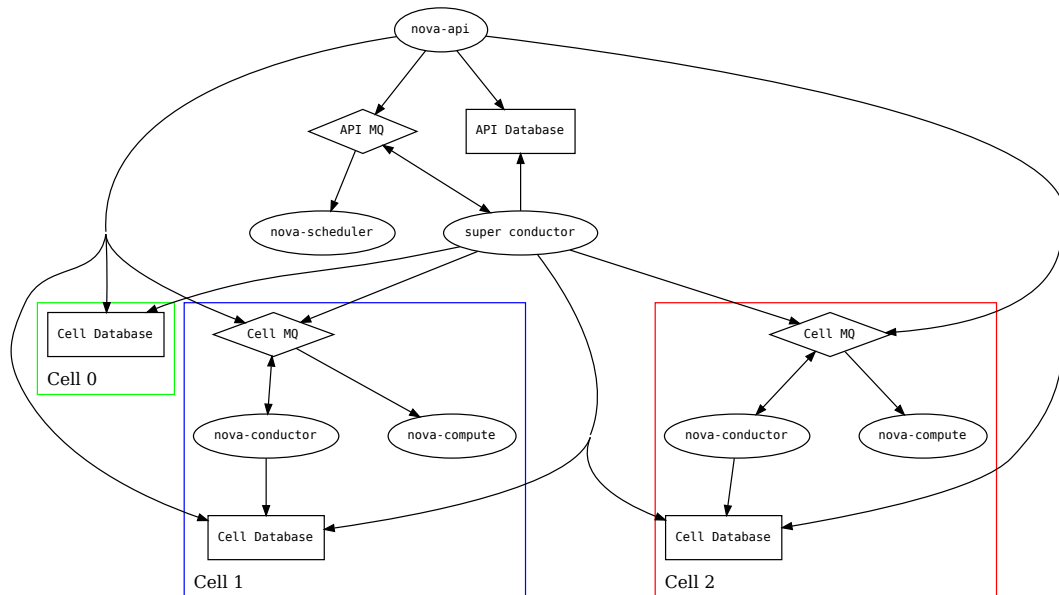 nova-api
API MQ
API Database
nova-scheduler
super conductor
Cell Database
Cell 0
Cell MQ
nova-conductor
nova-compute
Cell Database
Cell 1
Cell MQ
nova-conductor
nova-compute
Cell Database
Cell 2